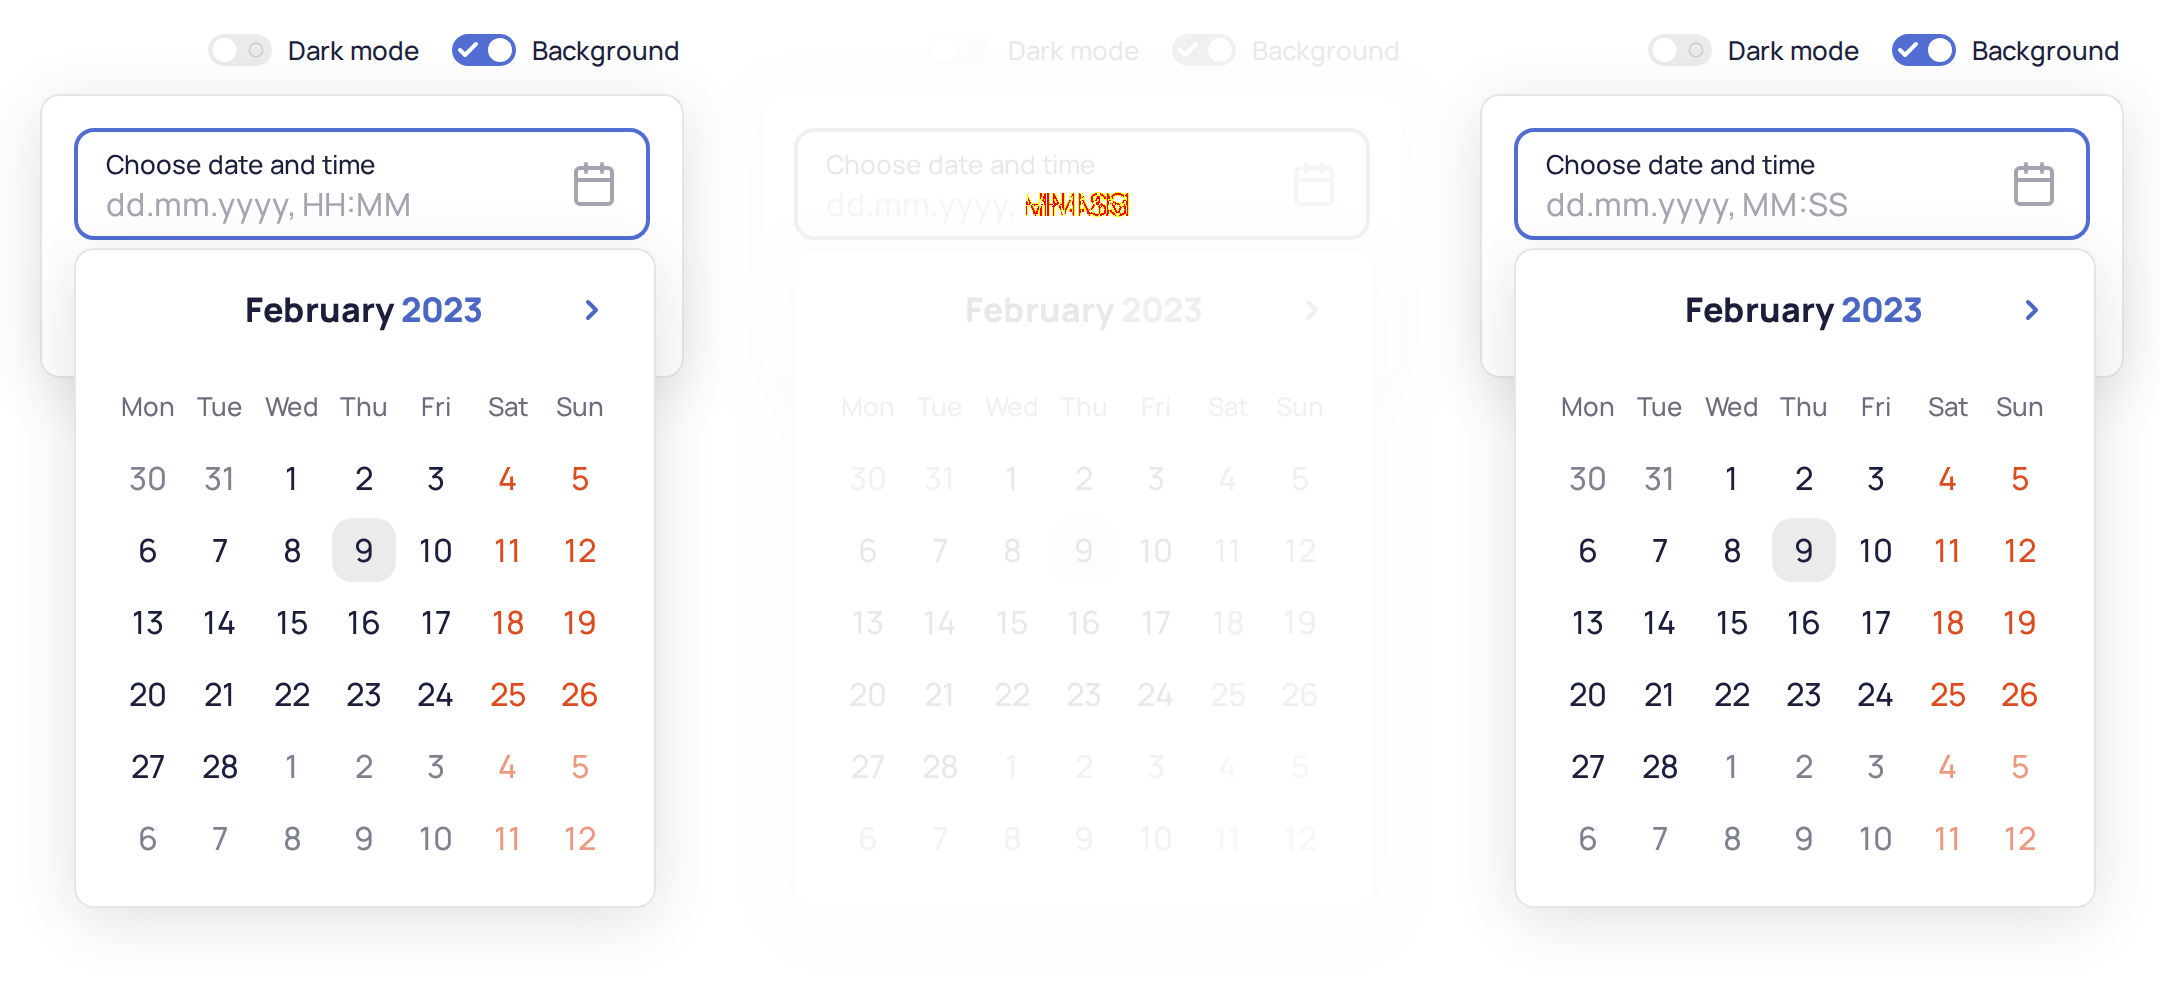 Dark mode Background
Choose date and time
dd.mm.yyyy, HH:MM
February 2023
Mon Tue Wed Thu Fri Sat Sun
30 31 1 2 3 4 5
6 7 8 9 10 11 12
13 14 15 16 17 18 19
20 21 22 23 24 25 26
27 28 1 2 3 4 5
6 7 8 9 10 11 12
Dark mode Background
Choose date and time
dd.mm.yyyy,
February 2023
Mon Tue Wed Thu Fri Sat Sun
30 31 1 2 3 4 5
6 7 8 9 10 11 12
13 14 15 16 17 18 19
20 21 22 23 24 25 26
27 28 1 2 3 4 5
6 7 8 9 10 11 12
Dark mode Background
Choose date and time
dd.mm.yyyy, MM:SS
February 2023
Mon Tue Wed Thu Fri Sat Sun
30 31 1 2 3 4 5
6 7 8 9 10 11 12
13 14 15 16 17 18 19
20 21 22 23 24 25 26
27 28 1 2 3 4 5
6 7 8 9 10 11 12